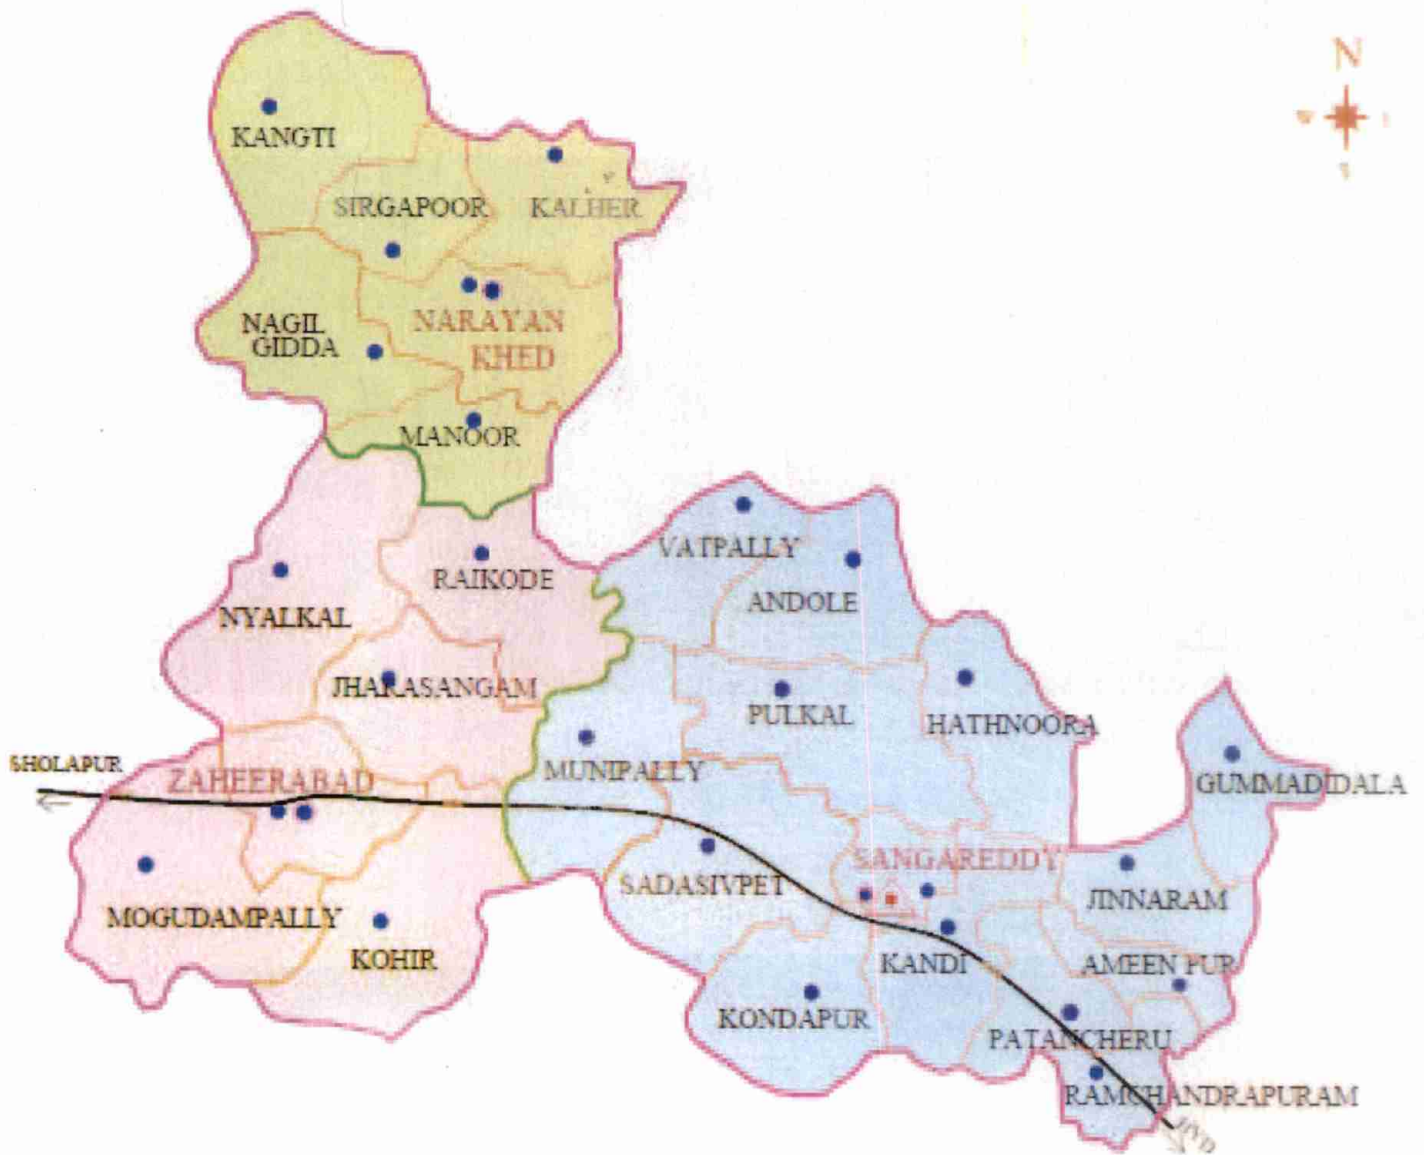 N
KANGTI
SIRGAPOOR
KALHER
NAGIL
GIDDA
NARAYAN
KHED
MANOOR
VATPALLY
RAIKODE
ANDOLE
NYALKAL
JHARASANGAM
PULKAL
HATHNOORA
SHOLAPUR
ZAHEERABAD
MUNIPALLY
GUMMADIDALA
SADASIVPET
SANGAREDDY
JINNARAM
MOGUDAMPALLY
KOHIR
KANDI
AMEEN PUR
KONDAPUR
PATANCHERU
RAMCHANDRAPURAM
HYD